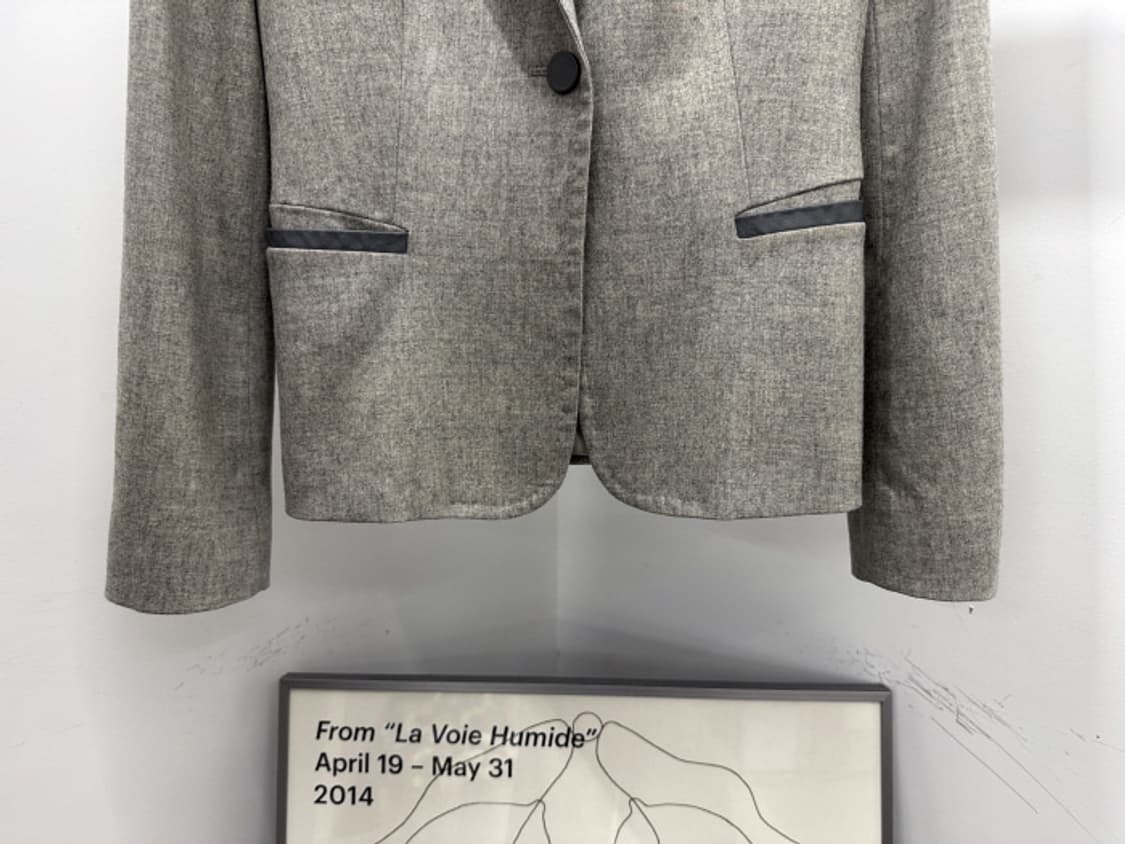 From “La Voie Humide”
April 19 – May 31
2014